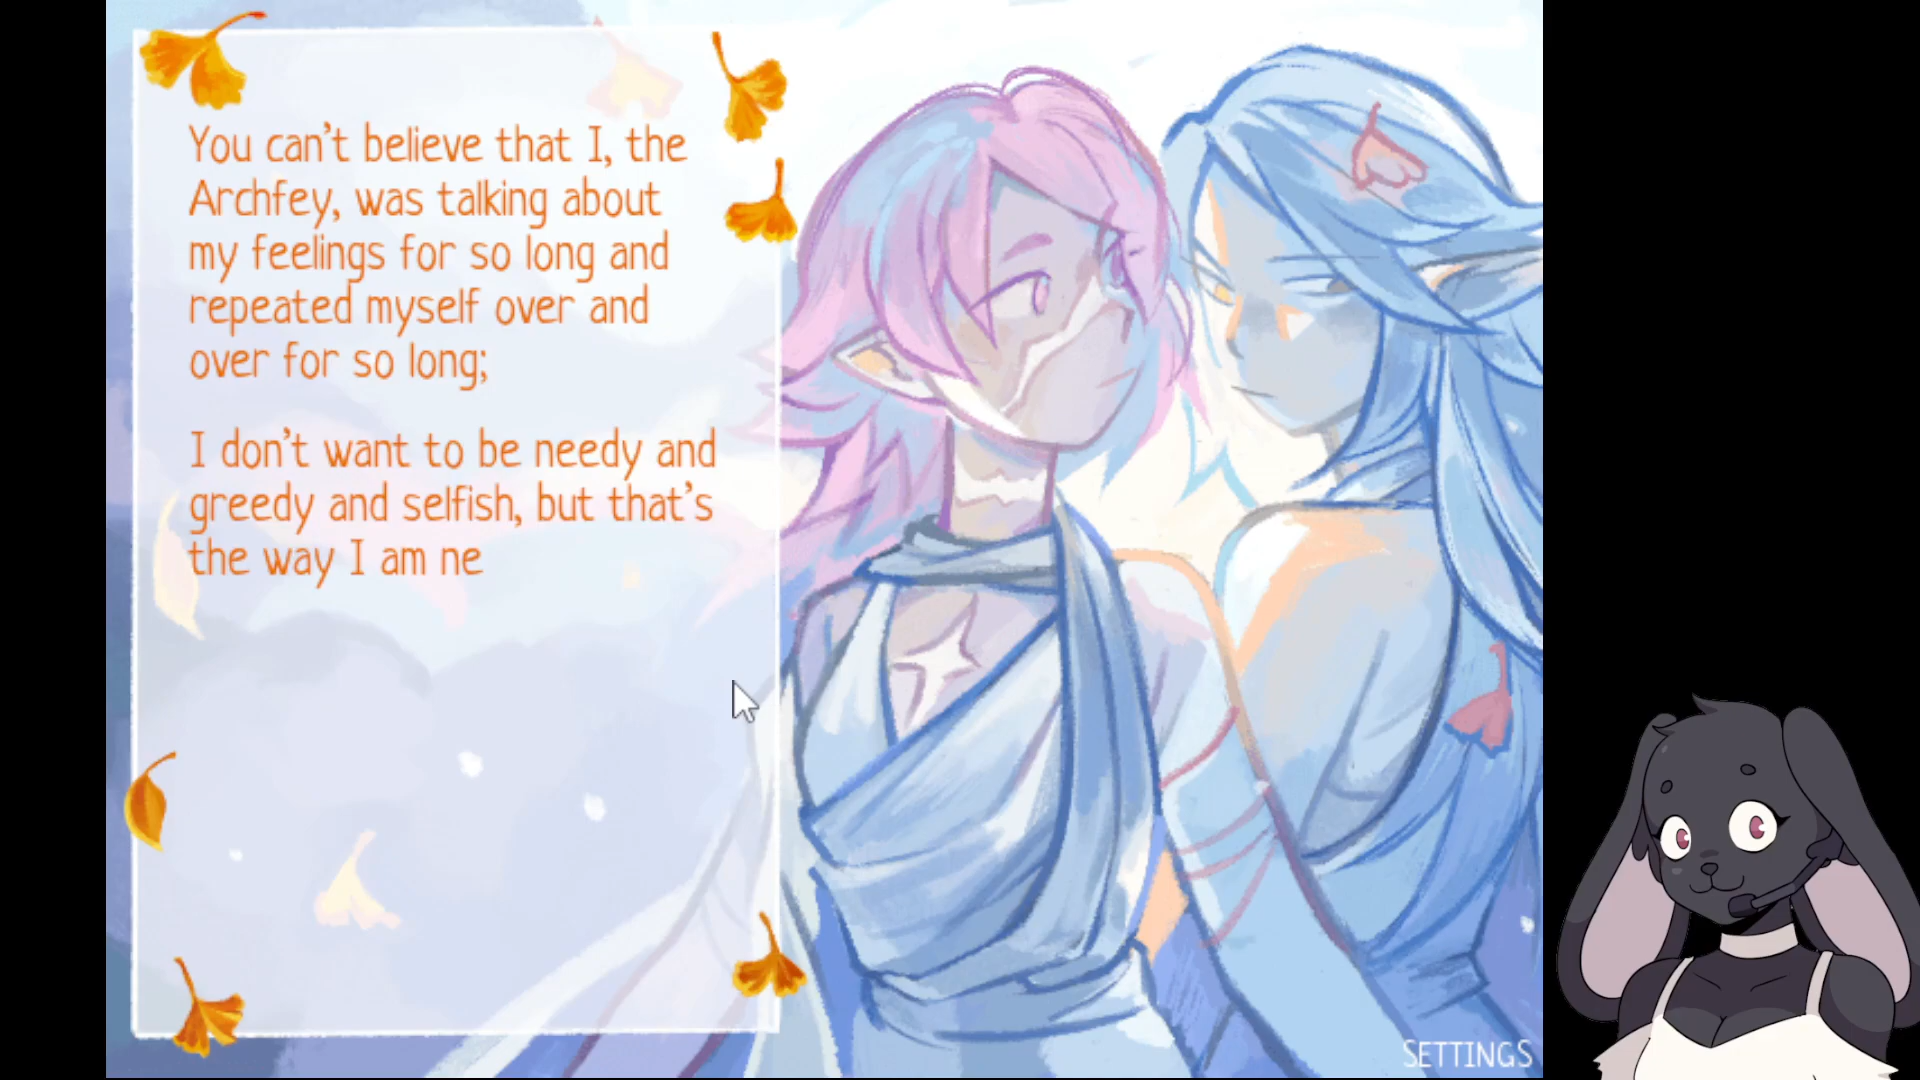 You can't believe that I, the
Archfey, was talking about
my feelings for so long and
repeated myself over and
over for so long;
I don't want to be needy and
greedy and selfish, but that's
the way I am ne
SETTINGS